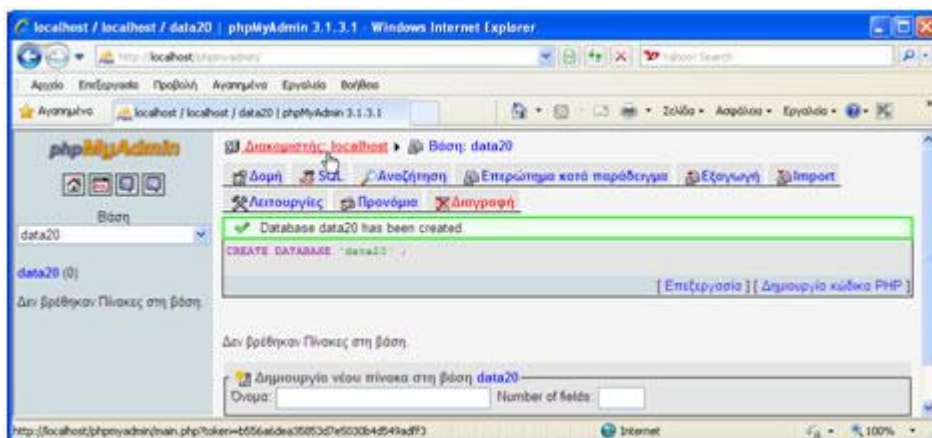 localhost / localhost / data20 | phpMyAdmin 3.1.3.1 - Windows Internet Explorer
http://localhost/phpmyadmin/
Yahoo! Search
Αρχείο Επεξεργασία Προβολή Αγαπημένα Εργαλεία Βοήθεια
Αγαπημένα localhost / localhost / data20 | phpMyAdmin 3.1.3.1 Σελίδα Ασφάλεια Εργαλεία
phpMyAdmin
Διακομιστής: localhost Βάση: data20
Δομή SQL Αναζήτηση Επερώτημα κατά παράδειγμα Εξαγωγή Import
Λειτουργίες Προνόμια Διαγραφή
Βάση
data20
data20 (0)
Δεν βρέθηκαν Πίνακες στη βάση.
Database data20 has been created.
CREATE DATABASE `data20` ;
[ Επεξεργασία ] [ Δημιουργία κώδικα PHP ]
Δεν βρέθηκαν Πίνακες στη βάση.
Δημιουργία νέου πίνακα στη βάση data20
Όνομα: Number of fields:
Internet 100%